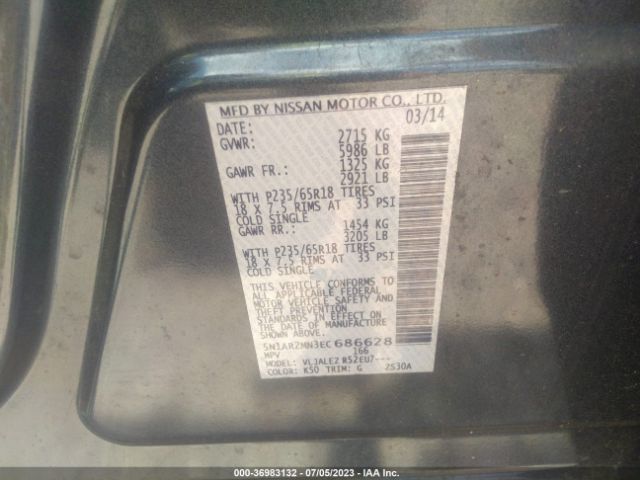 MFD BY NISSAN MOTOR CO., LTD.
DATE: 03/14
GVWR: 2715 KG
5986 LB
GAWR FR.: 1325 KG
2921 LB
WITH P235/65R18 TIRES
18 X 7.5 RIMS AT 33 PSI
COLD SINGLE
GAWR RR.: 1454 KG
3205 LB
WITH P235/65R18 TIRES
18 X 7.5 RIMS AT 33 PSI
COLD SINGLE
THIS VEHICLE CONFORMS TO
ALL APPLICABLE FEDERAL
MOTOR VEHICLE SAFETY AND
THEFT PREVENTION
STANDARDS IN EFFECT ON
THE DATE OF MANUFACTURE
SHOWN ABOVE.
5N1AR2MN3EC686628
MPV 166
MODEL: VLJALEZ R52EU7---
COLOR: K50 TRIM: G 2530A
000-36983132 - 07/05/2023 - IAA Inc.